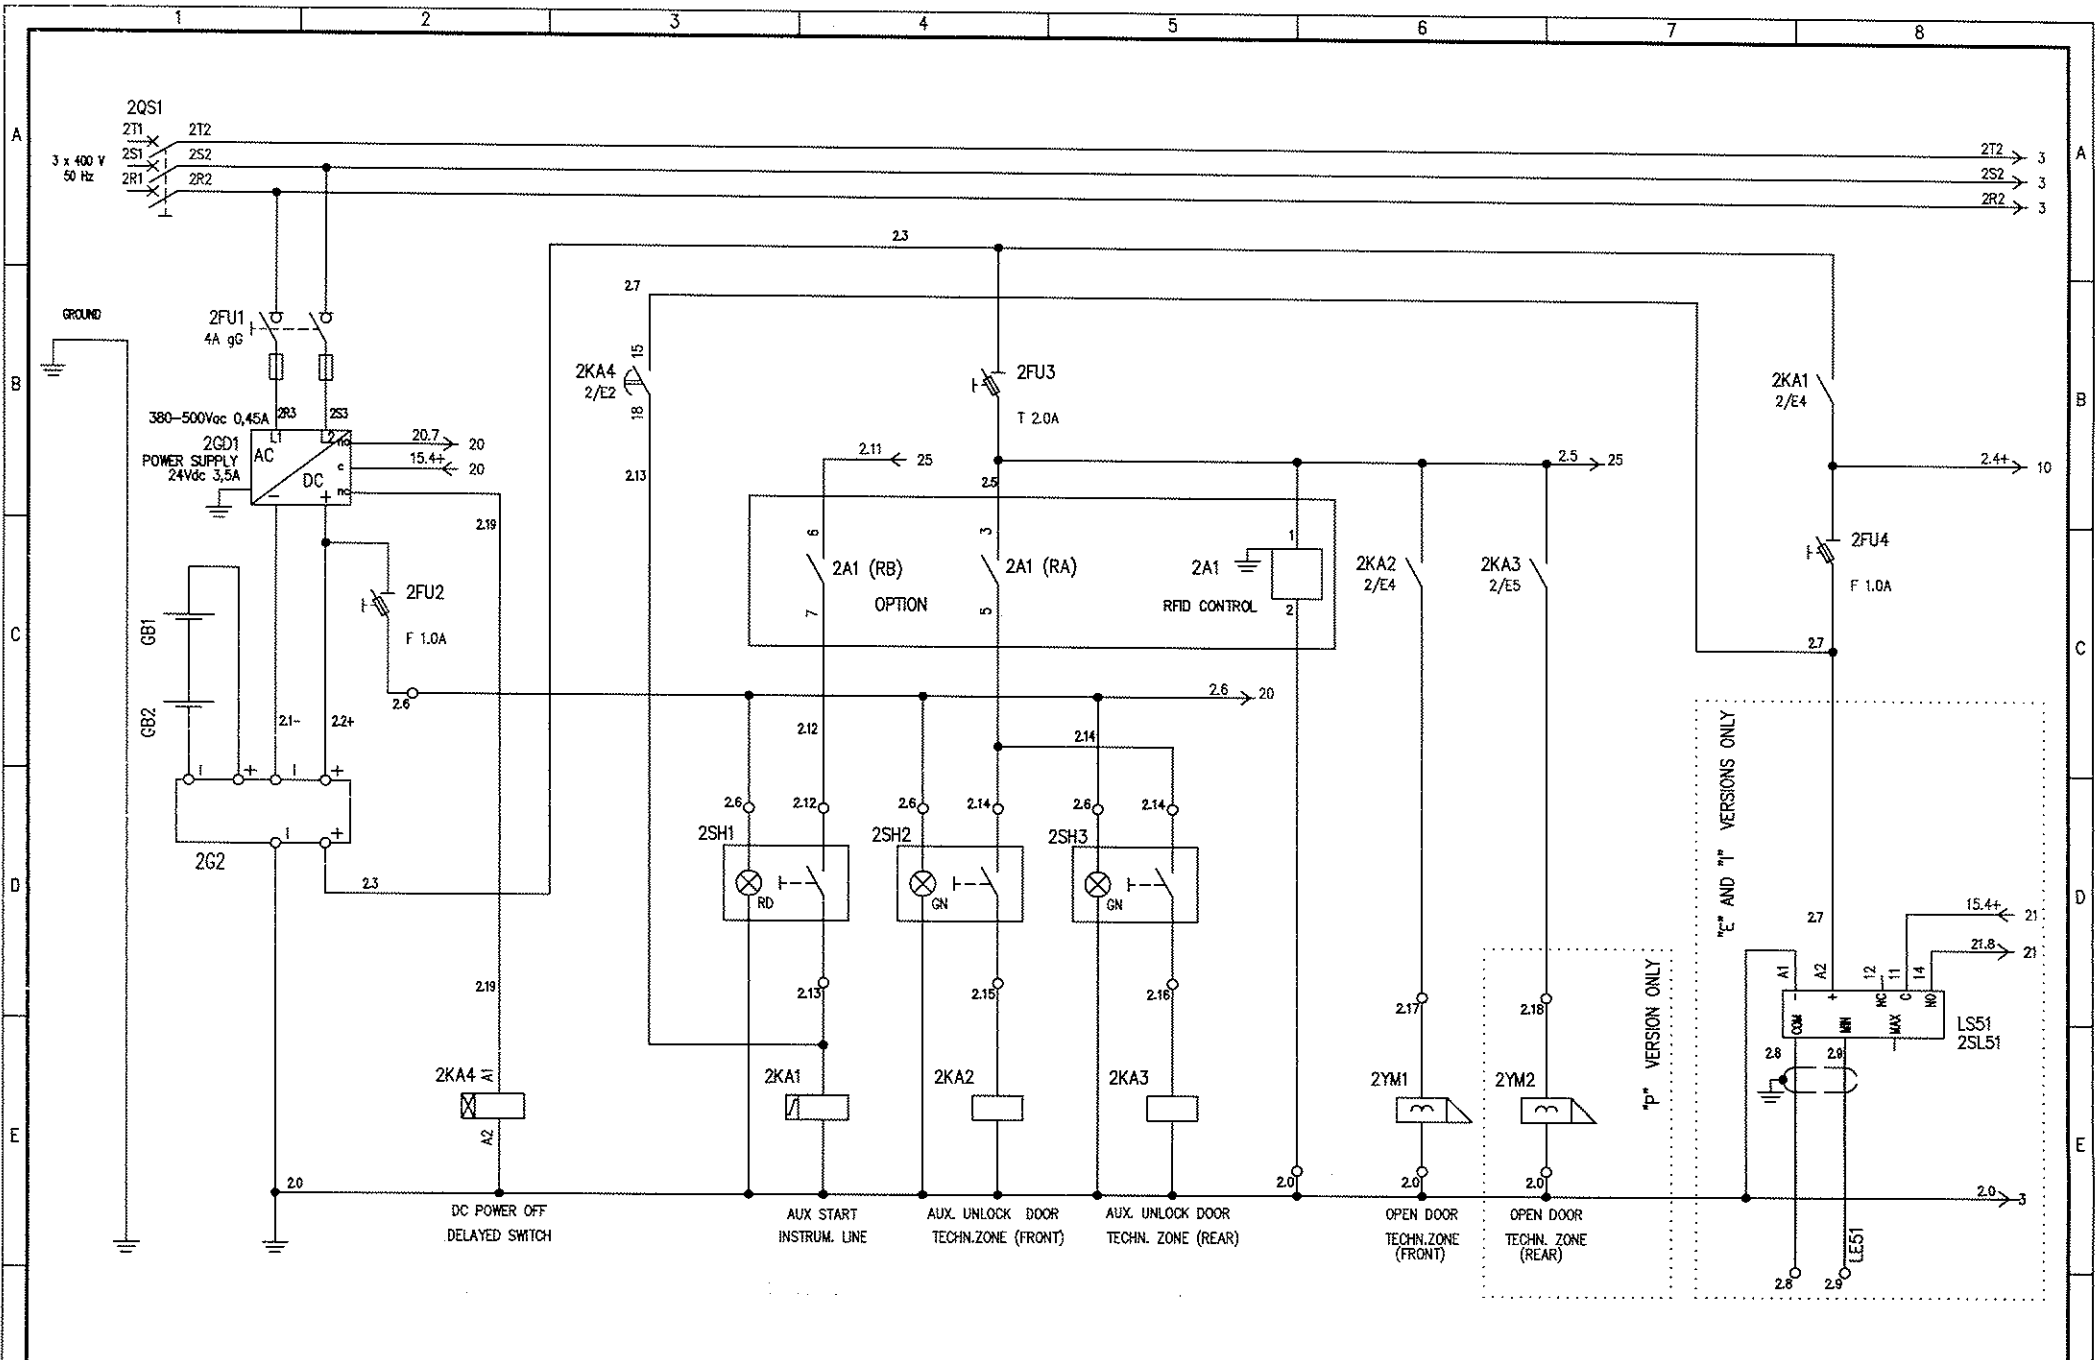 1 2 3 4 5 6 7 8
A
A
2QS1
2T1 2T2
2S1 2S2
2R1 2R2
3 x 400 V
50 Hz
2T2 3
2S2 3
2R2 3
2.3
2.7
GROUND
2FU1
4A gG
B
B
15
2KA4
2/E2
18
2FU3
T 2.0A
2KA1
2/E4
380-500Vac 0,45A
2R3 2S3
L1 L2
2GD1
POWER SUPPLY
24Vdc 3,5A
AC
DC
no
c
nc
- +
20.7 20
15.4+ 20
2.11 25
2.5
2.5 25
2.4+ 10
2.13
2.19
6
7
2A1 (RB)
OPTION
3
5
2A1 (RA)
2A1
RFID CONTROL
1
2
2KA2
2/E4
2KA3
2/E5
2FU4
F 1.0A
2FU2
F 1.0A
C
C
GB1
GB2
2.6
2.6 20
2.7
2.1-
2.2+
2.12
2.14
- + - +
- +
2G2
2.3
D
D
2.6 2.12
2SH1
RD
2.6 2.14
2SH2
GN
2.6 2.14
2SH3
GN
2.13
2.15
2.16
2.19
2.17
2.18
"P" VERSION ONLY
"E" AND "I" VERSIONS ONLY
2.7
15.4+ 21
21.8 21
A1 A2 12 11 14
- + NC C NO
COM MIN MAX
LS51
2SL51
2.8 2.9
E
E
2KA4
A1
A2
2KA1
2KA2
2KA3
2YM1
2YM2
2.0
2.0
2.0
2.0
2.0 3
DC POWER OFF
DELAYED SWITCH
AUX START
INSTRUM. LINE
AUX. UNLOCK DOOR
TECHN.ZONE (FRONT)
AUX. UNLOCK DOOR
TECHN. ZONE (REAR)
OPEN DOOR
TECHN.ZONE
(FRONT)
OPEN DOOR
TECHN. ZONE
(REAR)
LE51
2.8 2.9